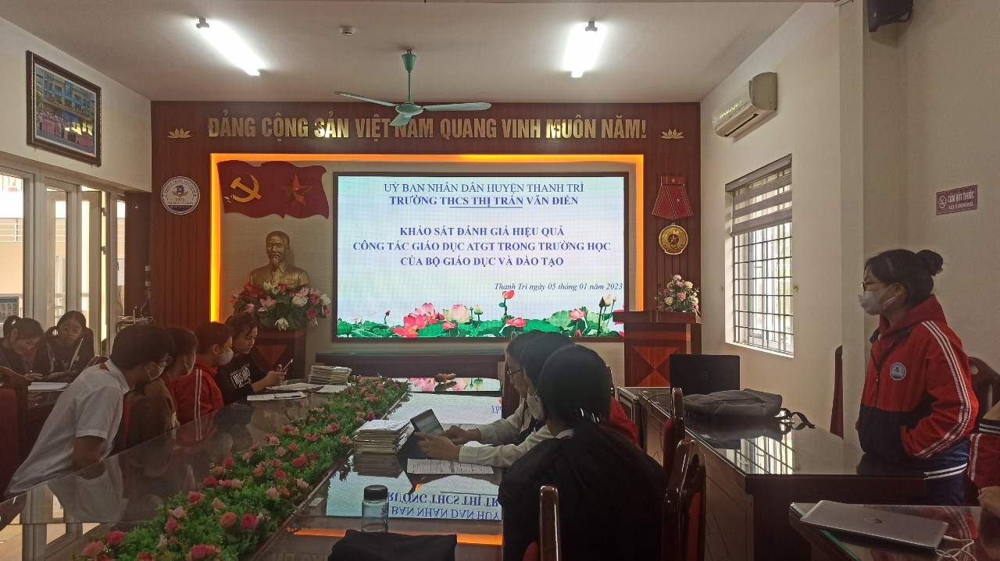 ĐẢNG CỘNG SẢN VIỆT NAM QUANG VINH MUÔN NĂM!
UỶ BAN NHÂN DÂN HUYỆN THANH TRÌ
TRƯỜNG THCS THỊ TRẤN VĂN ĐIỂN
KHẢO SÁT ĐÁNH GIÁ HIỆU QUẢ
CÔNG TÁC GIÁO DỤC ATGT TRONG TRƯỜNG HỌC
CỦA BỘ GIÁO DỤC VÀ ĐÀO TẠO
Thanh Trì ngày 05 tháng 01 năm 2023
1975
CẤM HÚT THUỐC
NO SMOKING